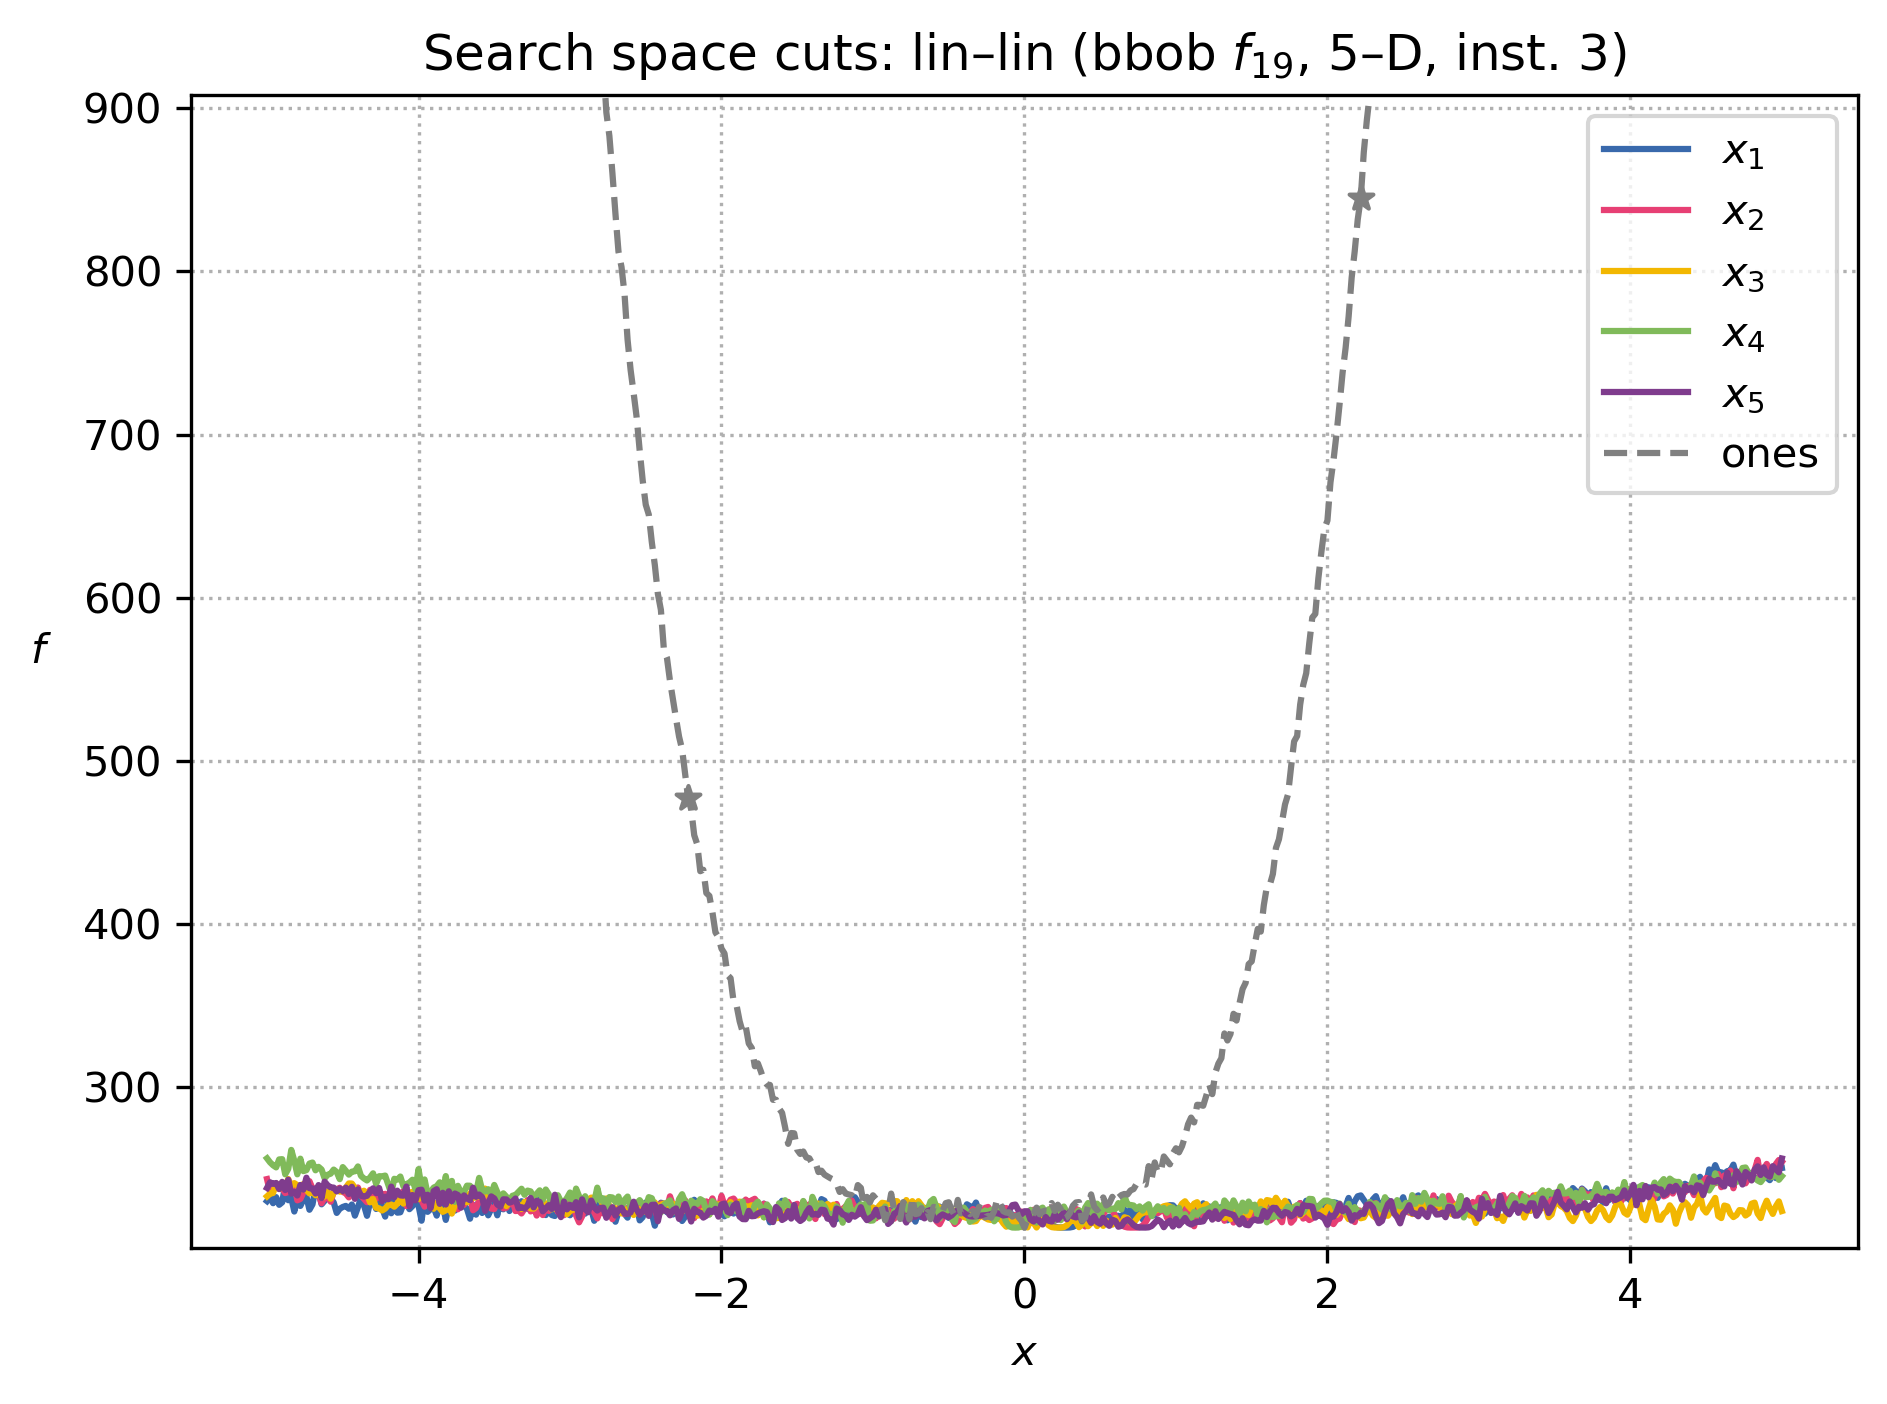 Search space cuts: lin–lin (bbob f19, 5–D, inst. 3)
900
800
700
600
500
400
300
f
−4
−2
0
2
4
x
x1
x2
x3
x4
x5
ones